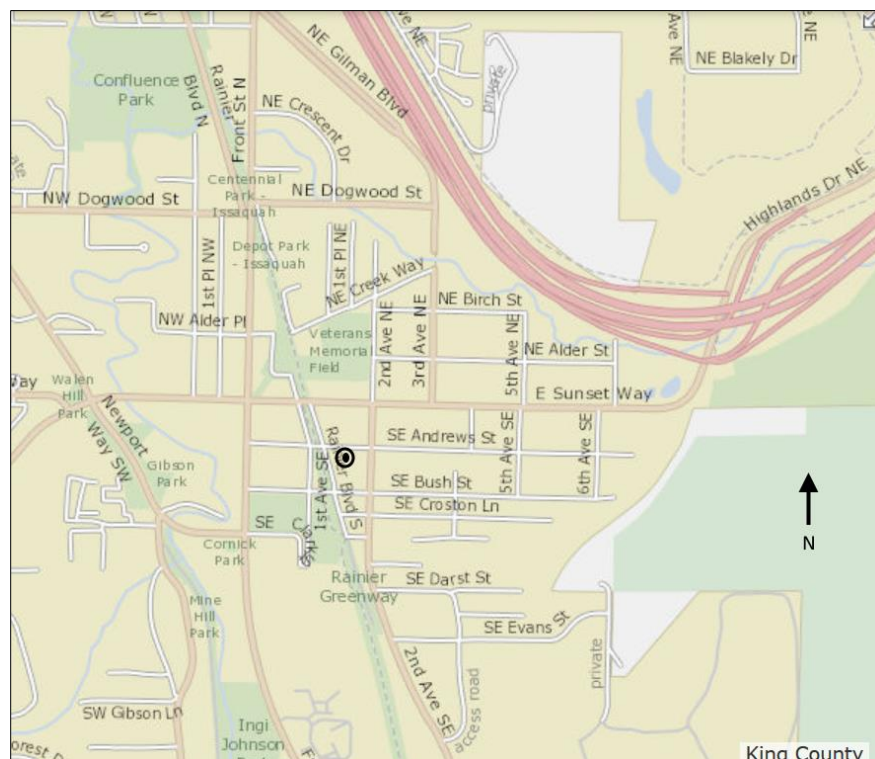 Confluence
Park
Rainier
Blvd N
Front St N
NE Gilman Blvd
NE Crescent Dr
private
Ave NE
NE Blakely Dr
Highlands Dr NE
Centennial
Park -
Issaquah
NW Dogwood St
NE Dogwood St
Depot Park
- Issaquah
1st Pl NW
1st Pl NE
NE Creek Way
NW Alder Pl
Veterans
Memorial
Field
2nd Ave NE
3rd Ave NE
NE Birch St
5th Ave NE
NE Alder St
E Sunset Way
Walen
Hill
Park
Newport
Way SW
Gibson
Park
1st Ave SE
Rainier Blvd S
SE Andrews St
5th Ave SE
6th Ave SE
SE Bush St
SE Croston Ln
SE Clark St
Cornick
Park
N
Rainier
Greenway
SE Darst St
Mine
Hill
Park
SE Evans St
2nd Ave SE
access road
private
SW Gibson Ln
Ingi
Johnson
King County